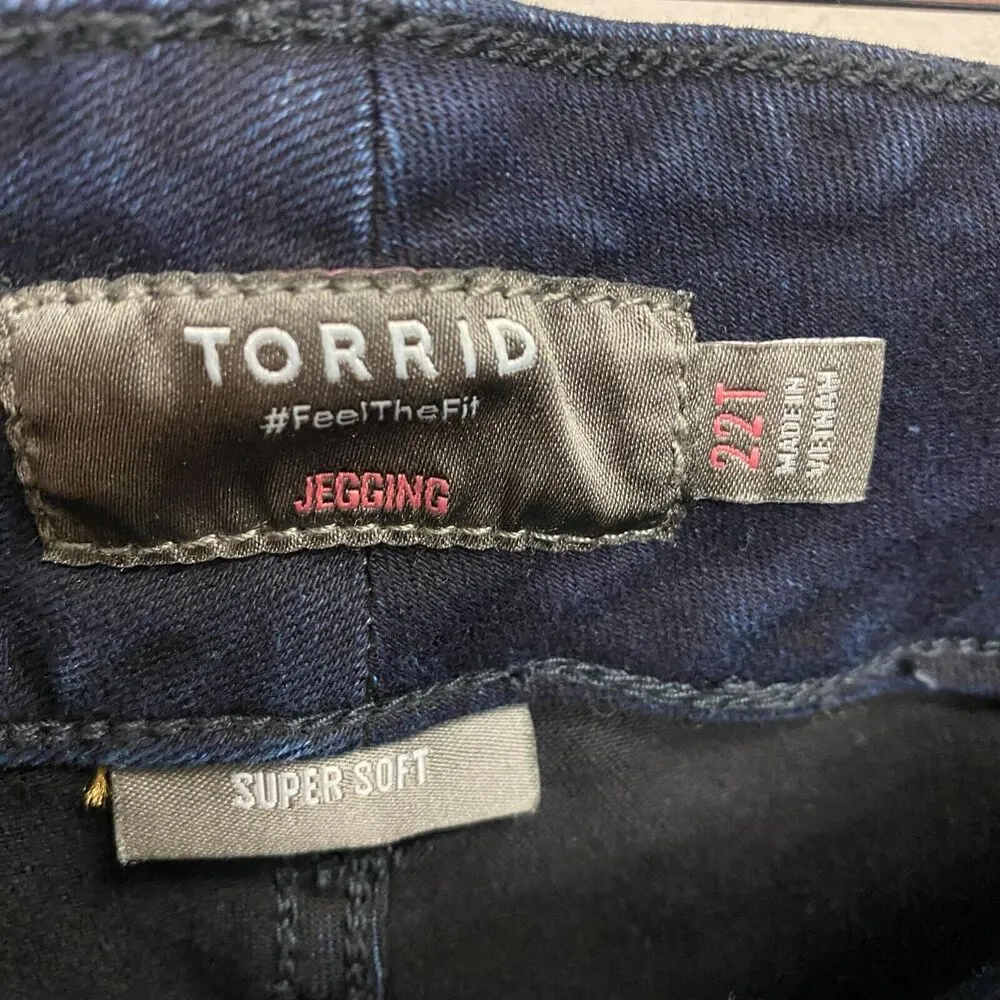 TORRID
#FeelTheFit
JEGGING
22T
MADE IN
VIETNAM
SUPER SOFT